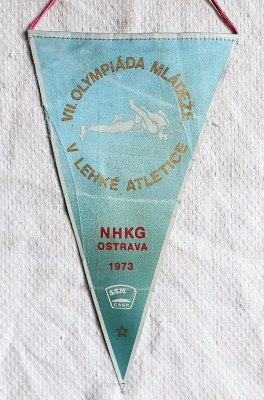 VII. OLYMPIÁDA MLÁDEŽE
V LEHKÉ ATLETICE
NHKG
OSTRAVA
1973
SSM
ČSSR